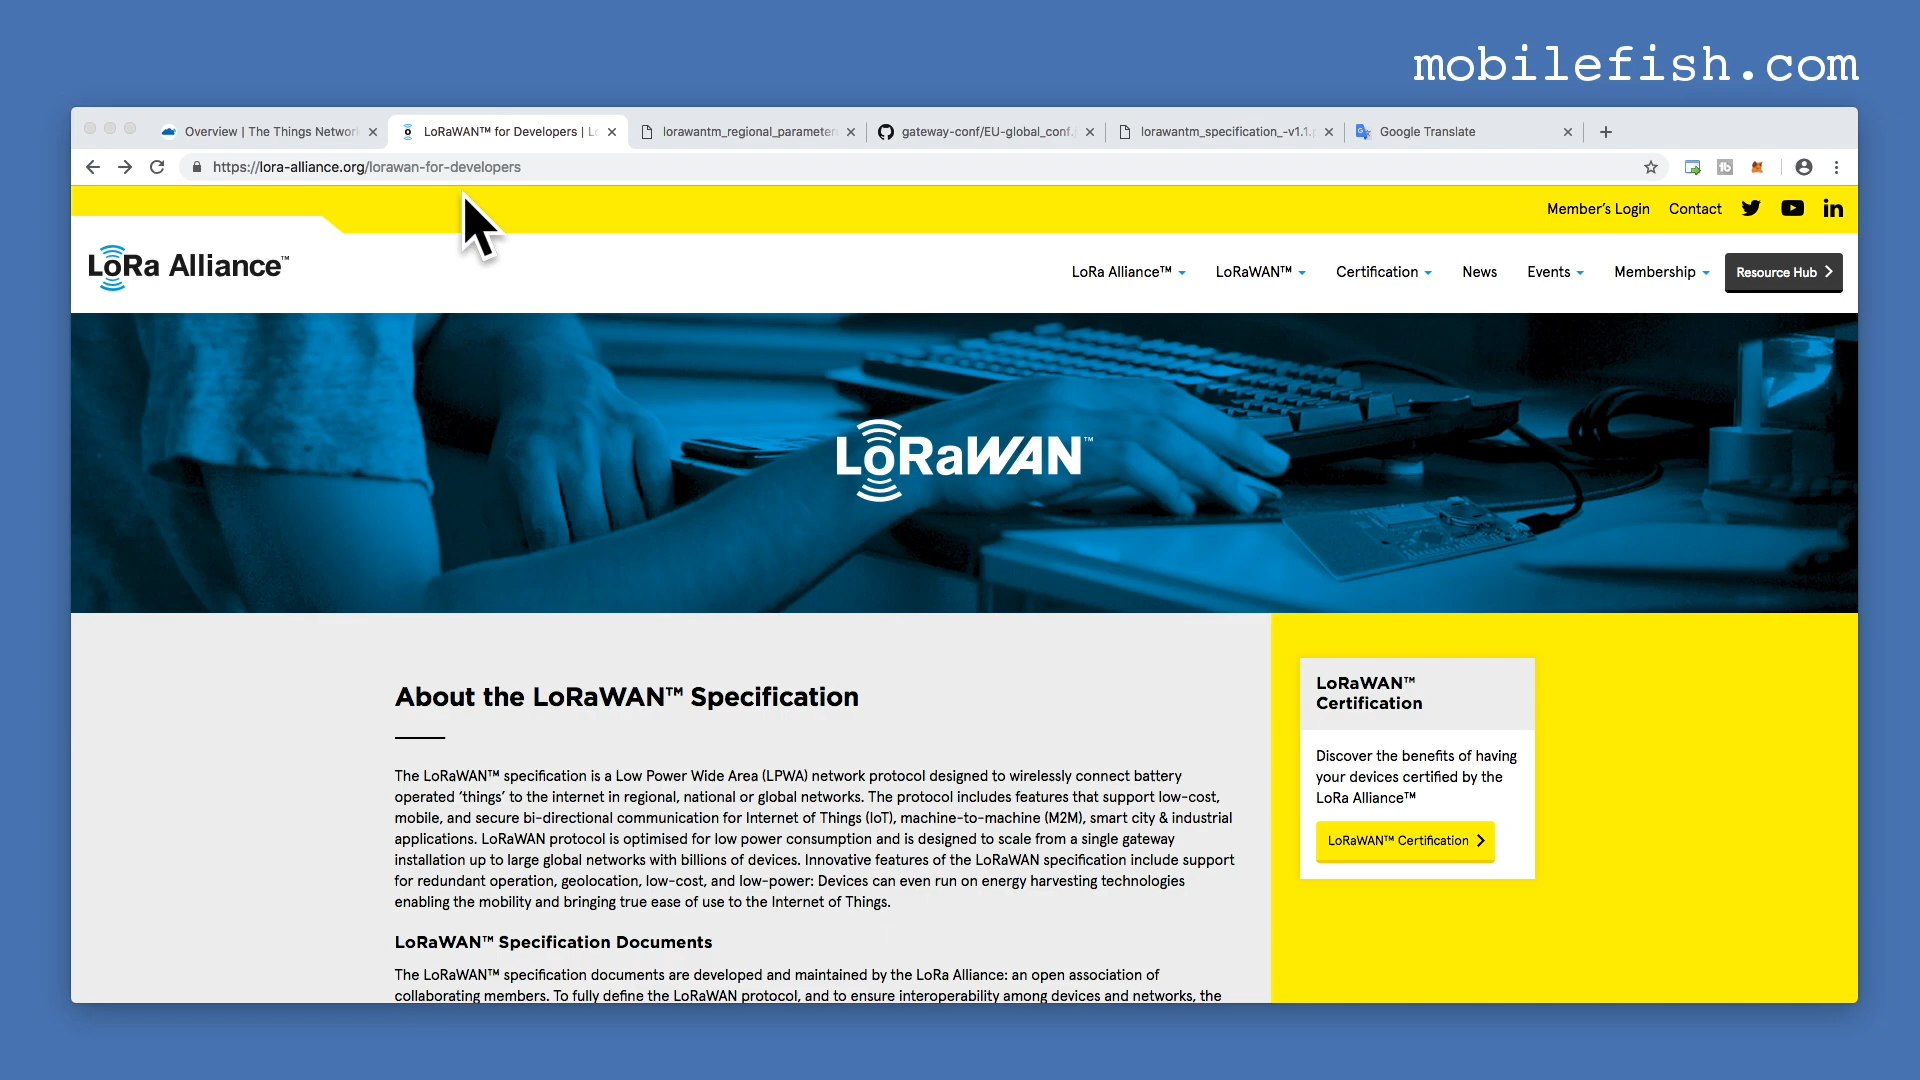 mobilefish.com
Overview | The Things Networ
LoRaWAN™ for Developers | Lo
lorawantm_regional_parameter
gateway-conf/EU-global_conf.j
lorawantm_specification_-v1.1.p
Google Translate
https://lora-alliance.org/lorawan-for-developers
Member's Login
Contact
LoRa Alliance™
LoRa Alliance™
LoRaWAN™
Certification
News
Events
Membership
Resource Hub
LoRaWAN™
About the LoRaWAN™ Specification
The LoRaWAN™ specification is a Low Power Wide Area (LPWA) network protocol designed to wirelessly connect battery
operated ‘things’ to the internet in regional, national or global networks. The protocol includes features that support low-cost,
mobile, and secure bi-directional communication for Internet of Things (IoT), machine-to-machine (M2M), smart city & industrial
applications. LoRaWAN protocol is optimised for low power consumption and is designed to scale from a single gateway
installation up to large global networks with billions of devices. Innovative features of the LoRaWAN specification include support
for redundant operation, geolocation, low-cost, and low-power: Devices can even run on energy harvesting technologies
enabling the mobility and bringing true ease of use to the Internet of Things.
LoRaWAN™ Specification Documents
The LoRaWAN™ specification documents are developed and maintained by the LoRa Alliance: an open association of
collaborating members. To fully define the LoRaWAN protocol, and to ensure interoperability among devices and networks, the
LoRaWAN™
Certification
Discover the benefits of having
your devices certified by the
LoRa Alliance™
LoRaWAN™ Certification